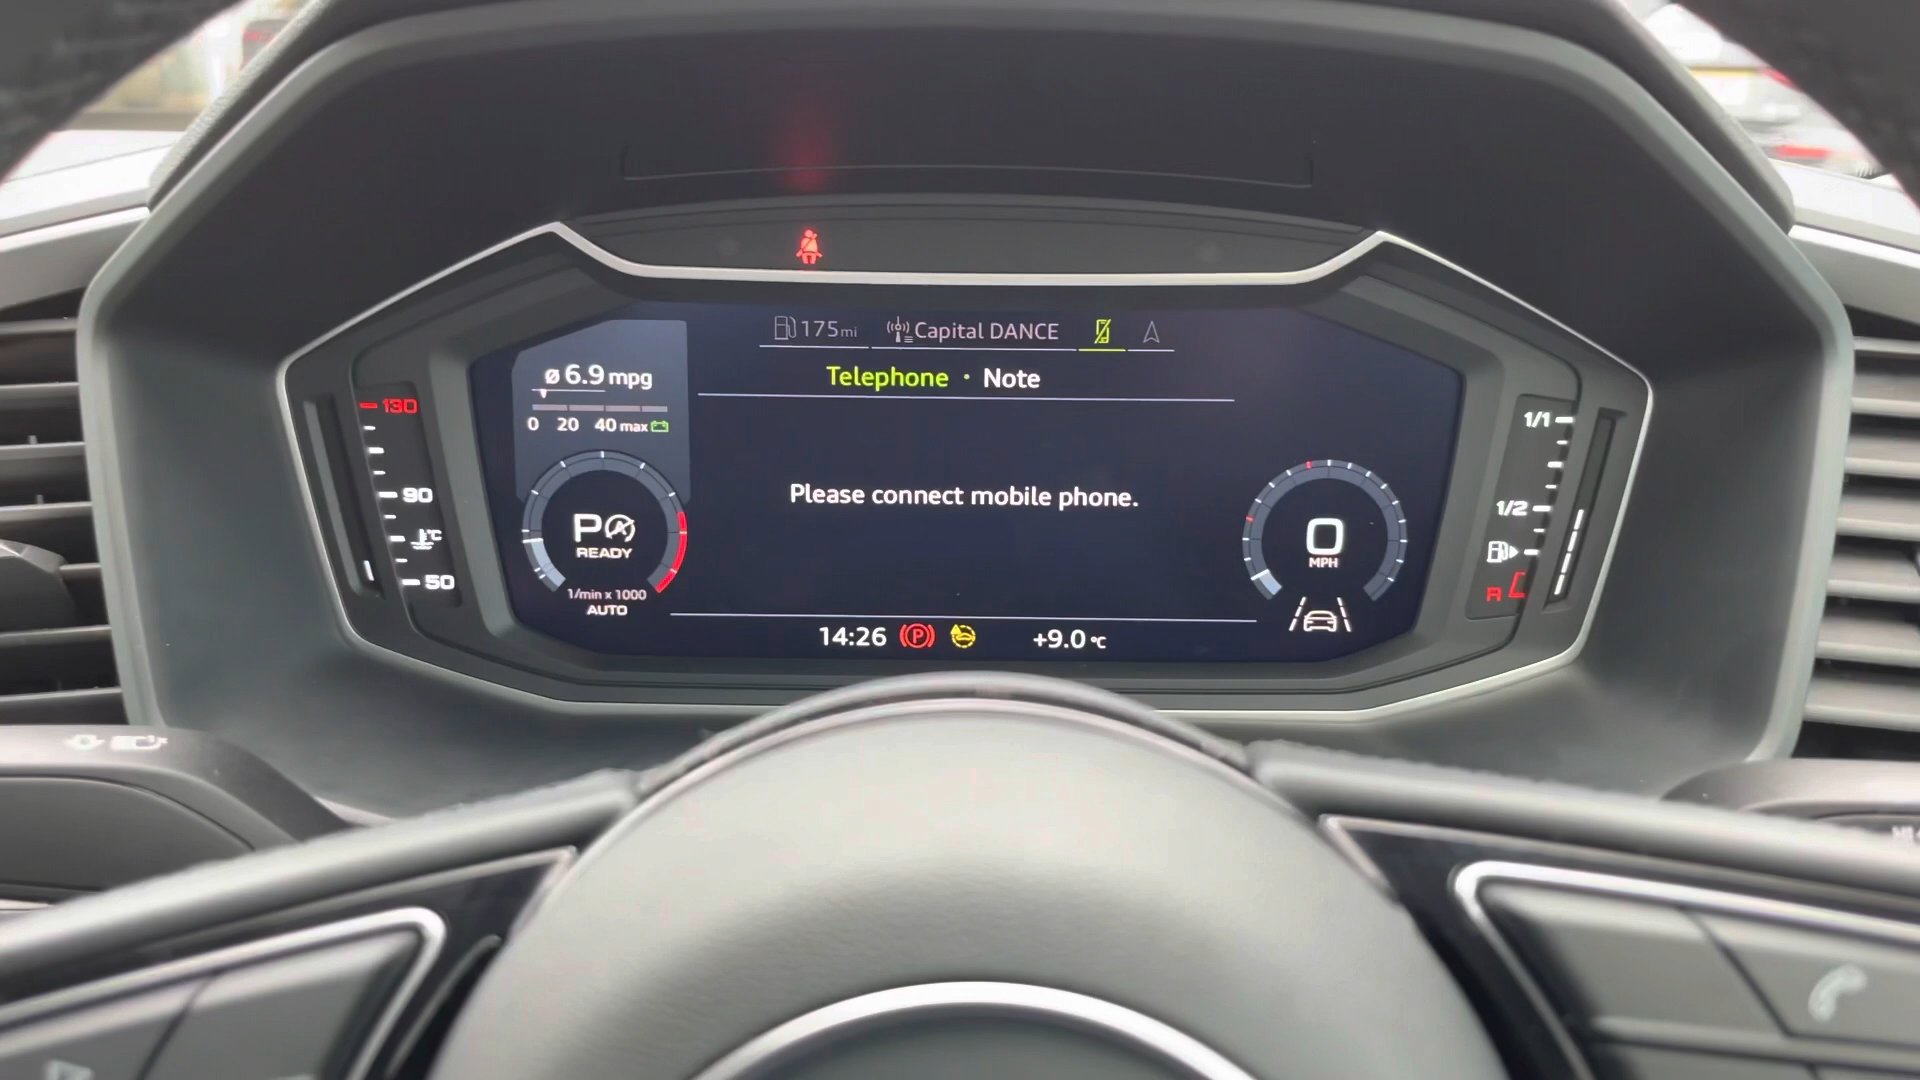 175mi Capital DANCE
Telephone · Note
ø 6.9 mpg
0 20 40 max
Please connect mobile phone.
P A
READY
1/min x 1000
AUTO
0
MPH
14:26 P +9.0 °C
130
90
°C
50
1/1
1/2
R